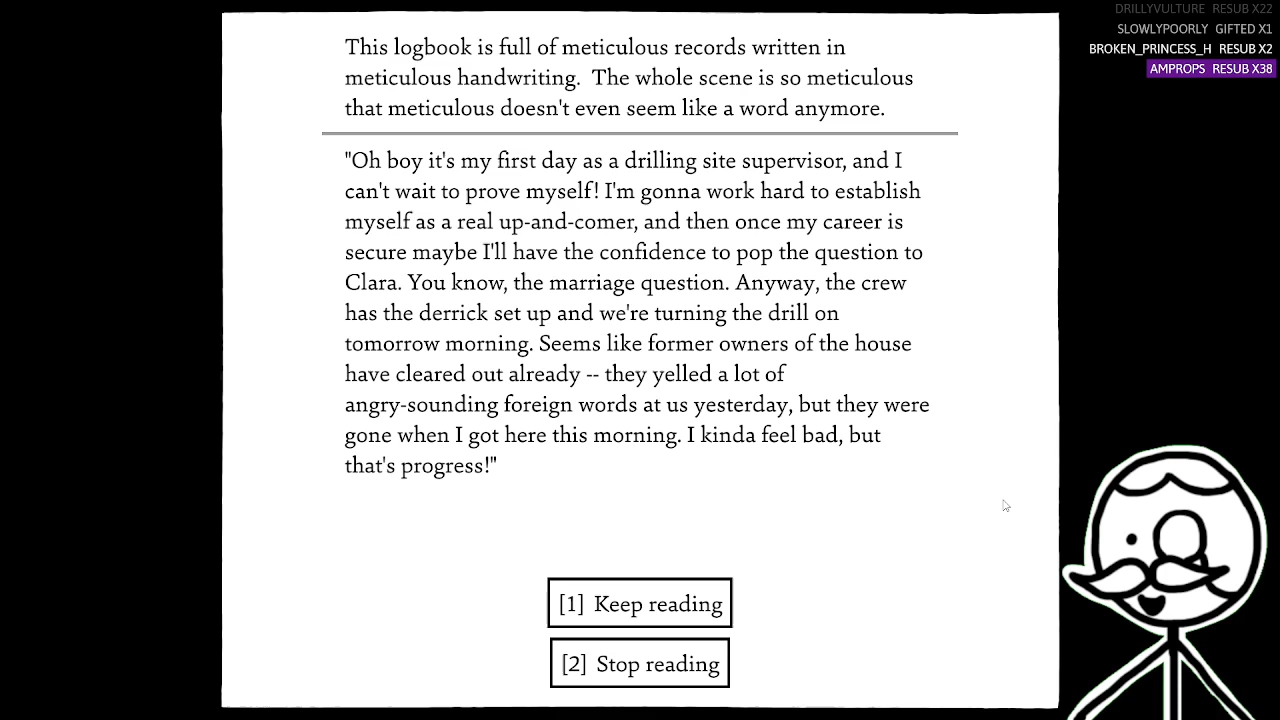 DRILLYVULTURE RESUB X22
SLOWLYPOORLY GIFTED X1
BROKEN_PRINCESS_H RESUB X2
AMPROPS RESUB X38
This logbook is full of meticulous records written in
meticulous handwriting. The whole scene is so meticulous
that meticulous doesn't even seem like a word anymore.
"Oh boy it's my first day as a drilling site supervisor, and I
can't wait to prove myself! I'm gonna work hard to establish
myself as a real up-and-comer, and then once my career is
secure maybe I'll have the confidence to pop the question to
Clara. You know, the marriage question. Anyway, the crew
has the derrick set up and we're turning the drill on
tomorrow morning. Seems like former owners of the house
have cleared out already -- they yelled a lot of
angry-sounding foreign words at us yesterday, but they were
gone when I got here this morning. I kinda feel bad, but
that's progress!"
[1] Keep reading
[2] Stop reading